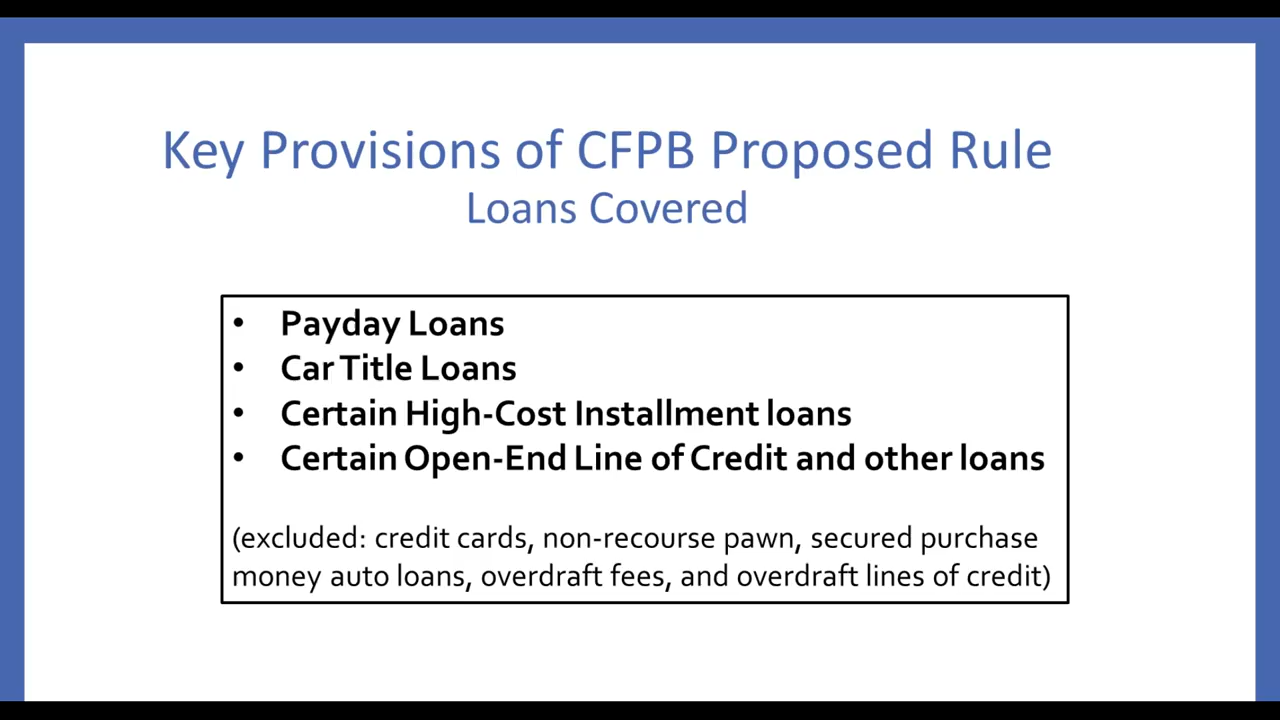 Key Provisions of CFPB Proposed Rule
Loans Covered
• Payday Loans
• Car Title Loans
• Certain High-Cost Installment loans
• Certain Open-End Line of Credit and other loans
(excluded: credit cards, non-recourse pawn, secured purchase
money auto loans, overdraft fees, and overdraft lines of credit)